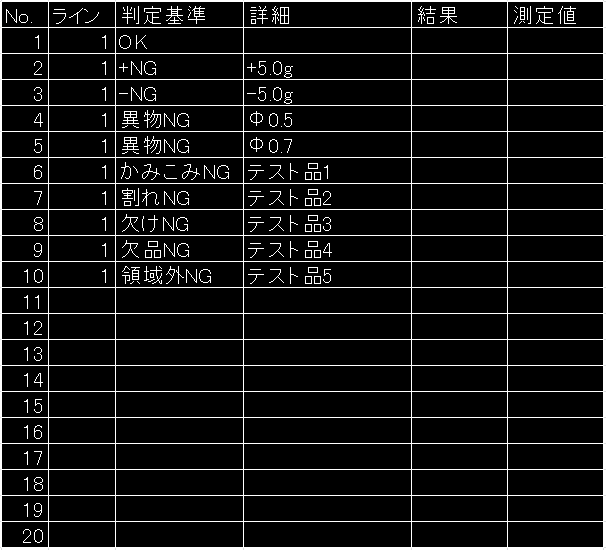 No. ライン 判定基準 詳細 結果 測定値
1 1 OK
2 1 +NG +5.0g
3 1 -NG -5.0g
4 1 異物NG Φ0.5
5 1 異物NG Φ0.7
6 1 かみこみNG テスト品1
7 1 割れNG テスト品2
8 1 欠けNG テスト品3
9 1 欠品NG テスト品4
10 1 領域外NG テスト品5
11
12
13
14
15
16
17
18
19
20